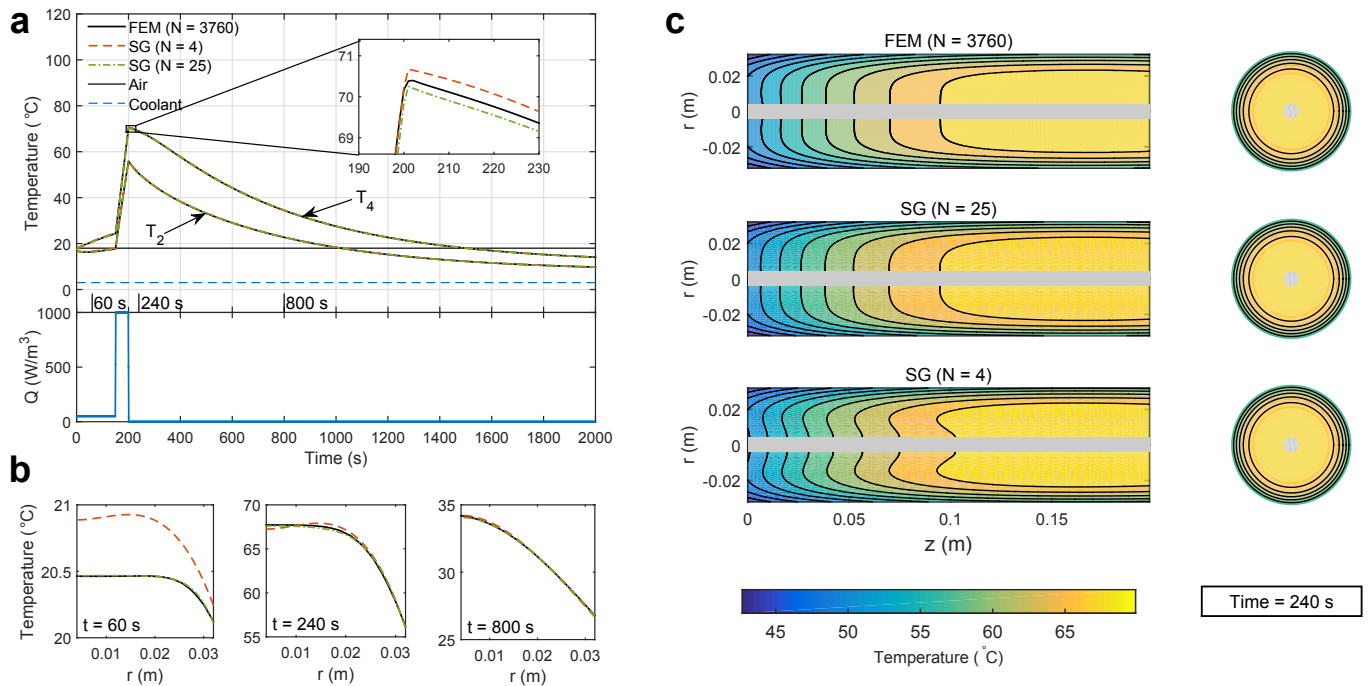 a
120
100
80
60
40
20
0
Temperature (°C)
FEM (N = 3760)
SG (N = 4)
SG (N = 25)
Air
Coolant
71
70
69
190 200 210 220 230
T4
T2
60 s 240 s 800 s
1000
500
0
Q (W/m³)
0 200 400 600 800 1000 1200 1400 1600 1800 2000
Time (s)
b
Temperature (°C)
21
20.5
20
t = 60 s
0.01 0.02 0.03
r (m)
70
65
60
55
t = 240 s
0.01 0.02 0.03
r (m)
35
30
25
t = 800 s
0.01 0.02 0.03
r (m)
c
FEM (N = 3760)
0.02
0
-0.02
r (m)
SG (N = 25)
0.02
0
-0.02
r (m)
SG (N = 4)
0.02
0
-0.02
r (m)
0 0.05 0.1 0.15
z (m)
45 50 55 60 65
Temperature (°C)
Time = 240 s